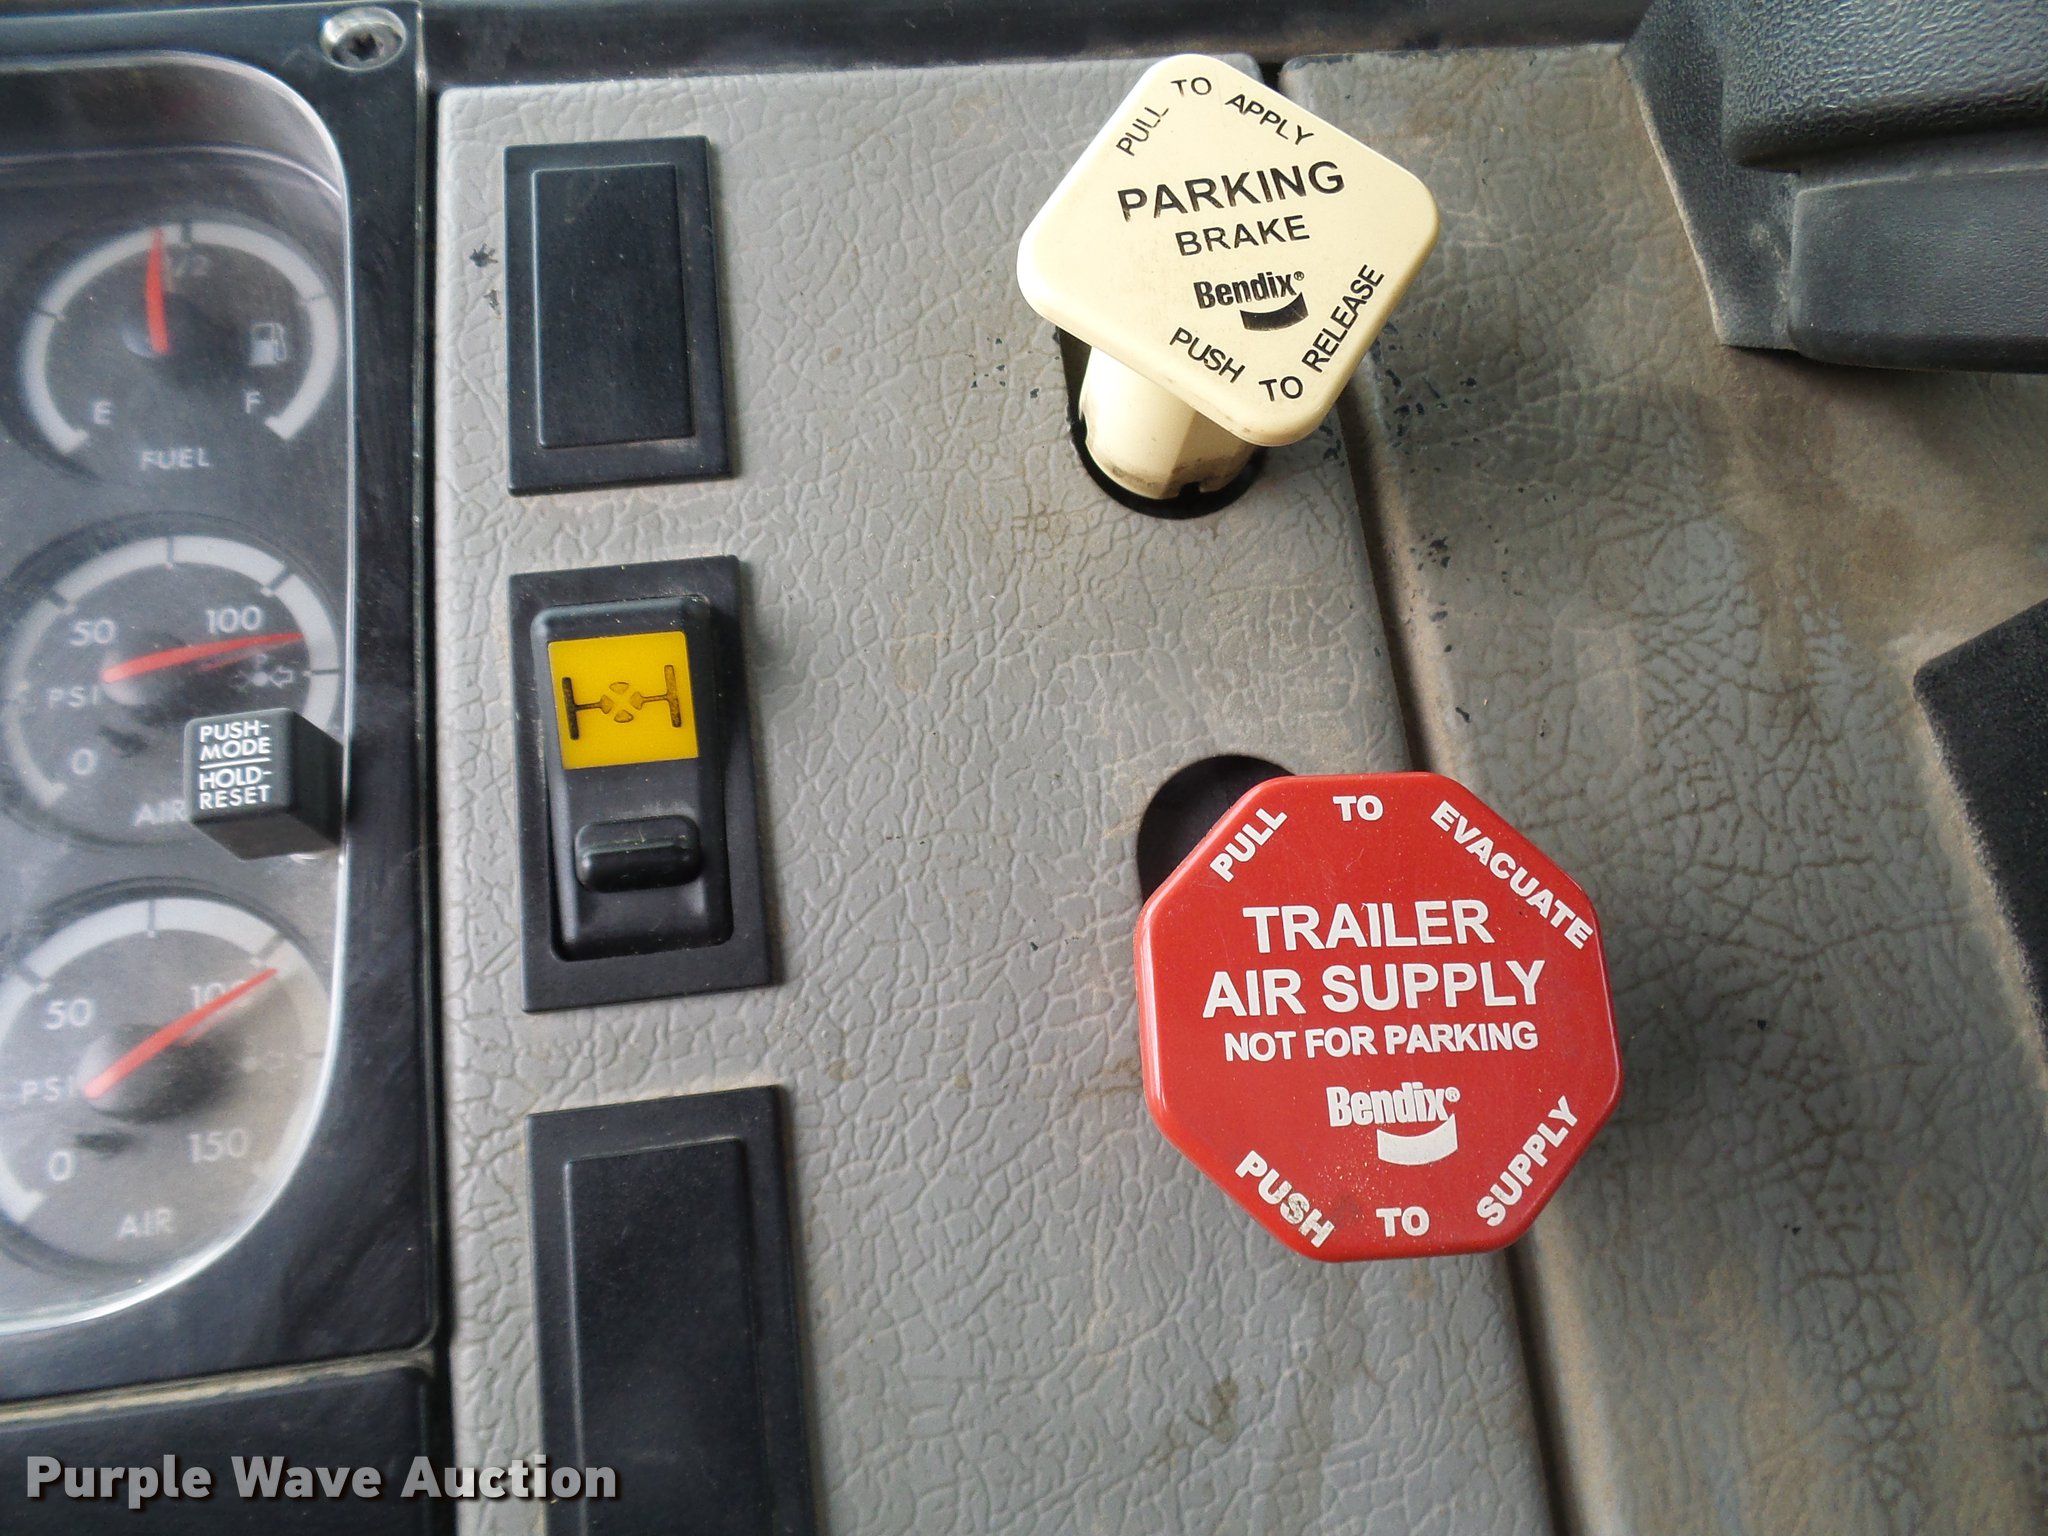 1/2
E
F
FUEL
50
100
PSI
0
AIR
PUSH-
MODE
HOLD-
RESET
50
100
PSI
0
150
AIR
PULL TO APPLY
PARKING
BRAKE
Bendix®
PUSH TO RELEASE
PULL TO EVACUATE
TRAILER
AIR SUPPLY
NOT FOR PARKING
Bendix®
PUSH TO SUPPLY
Purple Wave Auction